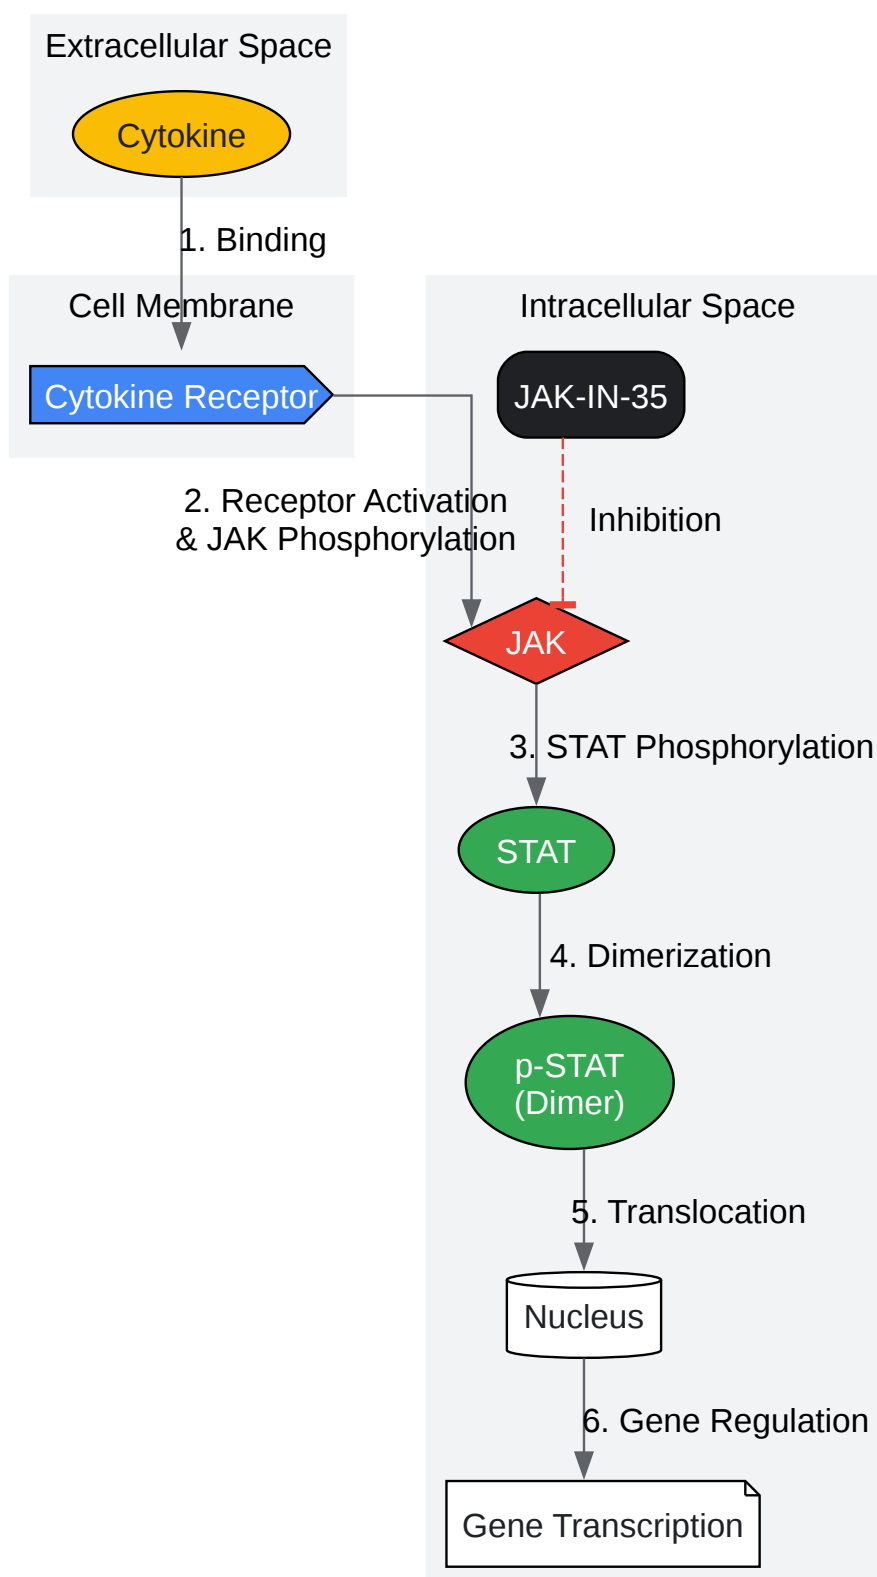 Extracellular Space
Cytokine
1. Binding
Cell Membrane
Cytokine Receptor
Intracellular Space
JAK-IN-35
2. Receptor Activation
& JAK Phosphorylation
Inhibition
JAK
3. STAT Phosphorylation
STAT
4. Dimerization
p-STAT
(Dimer)
5. Translocation
Nucleus
6. Gene Regulation
Gene Transcription